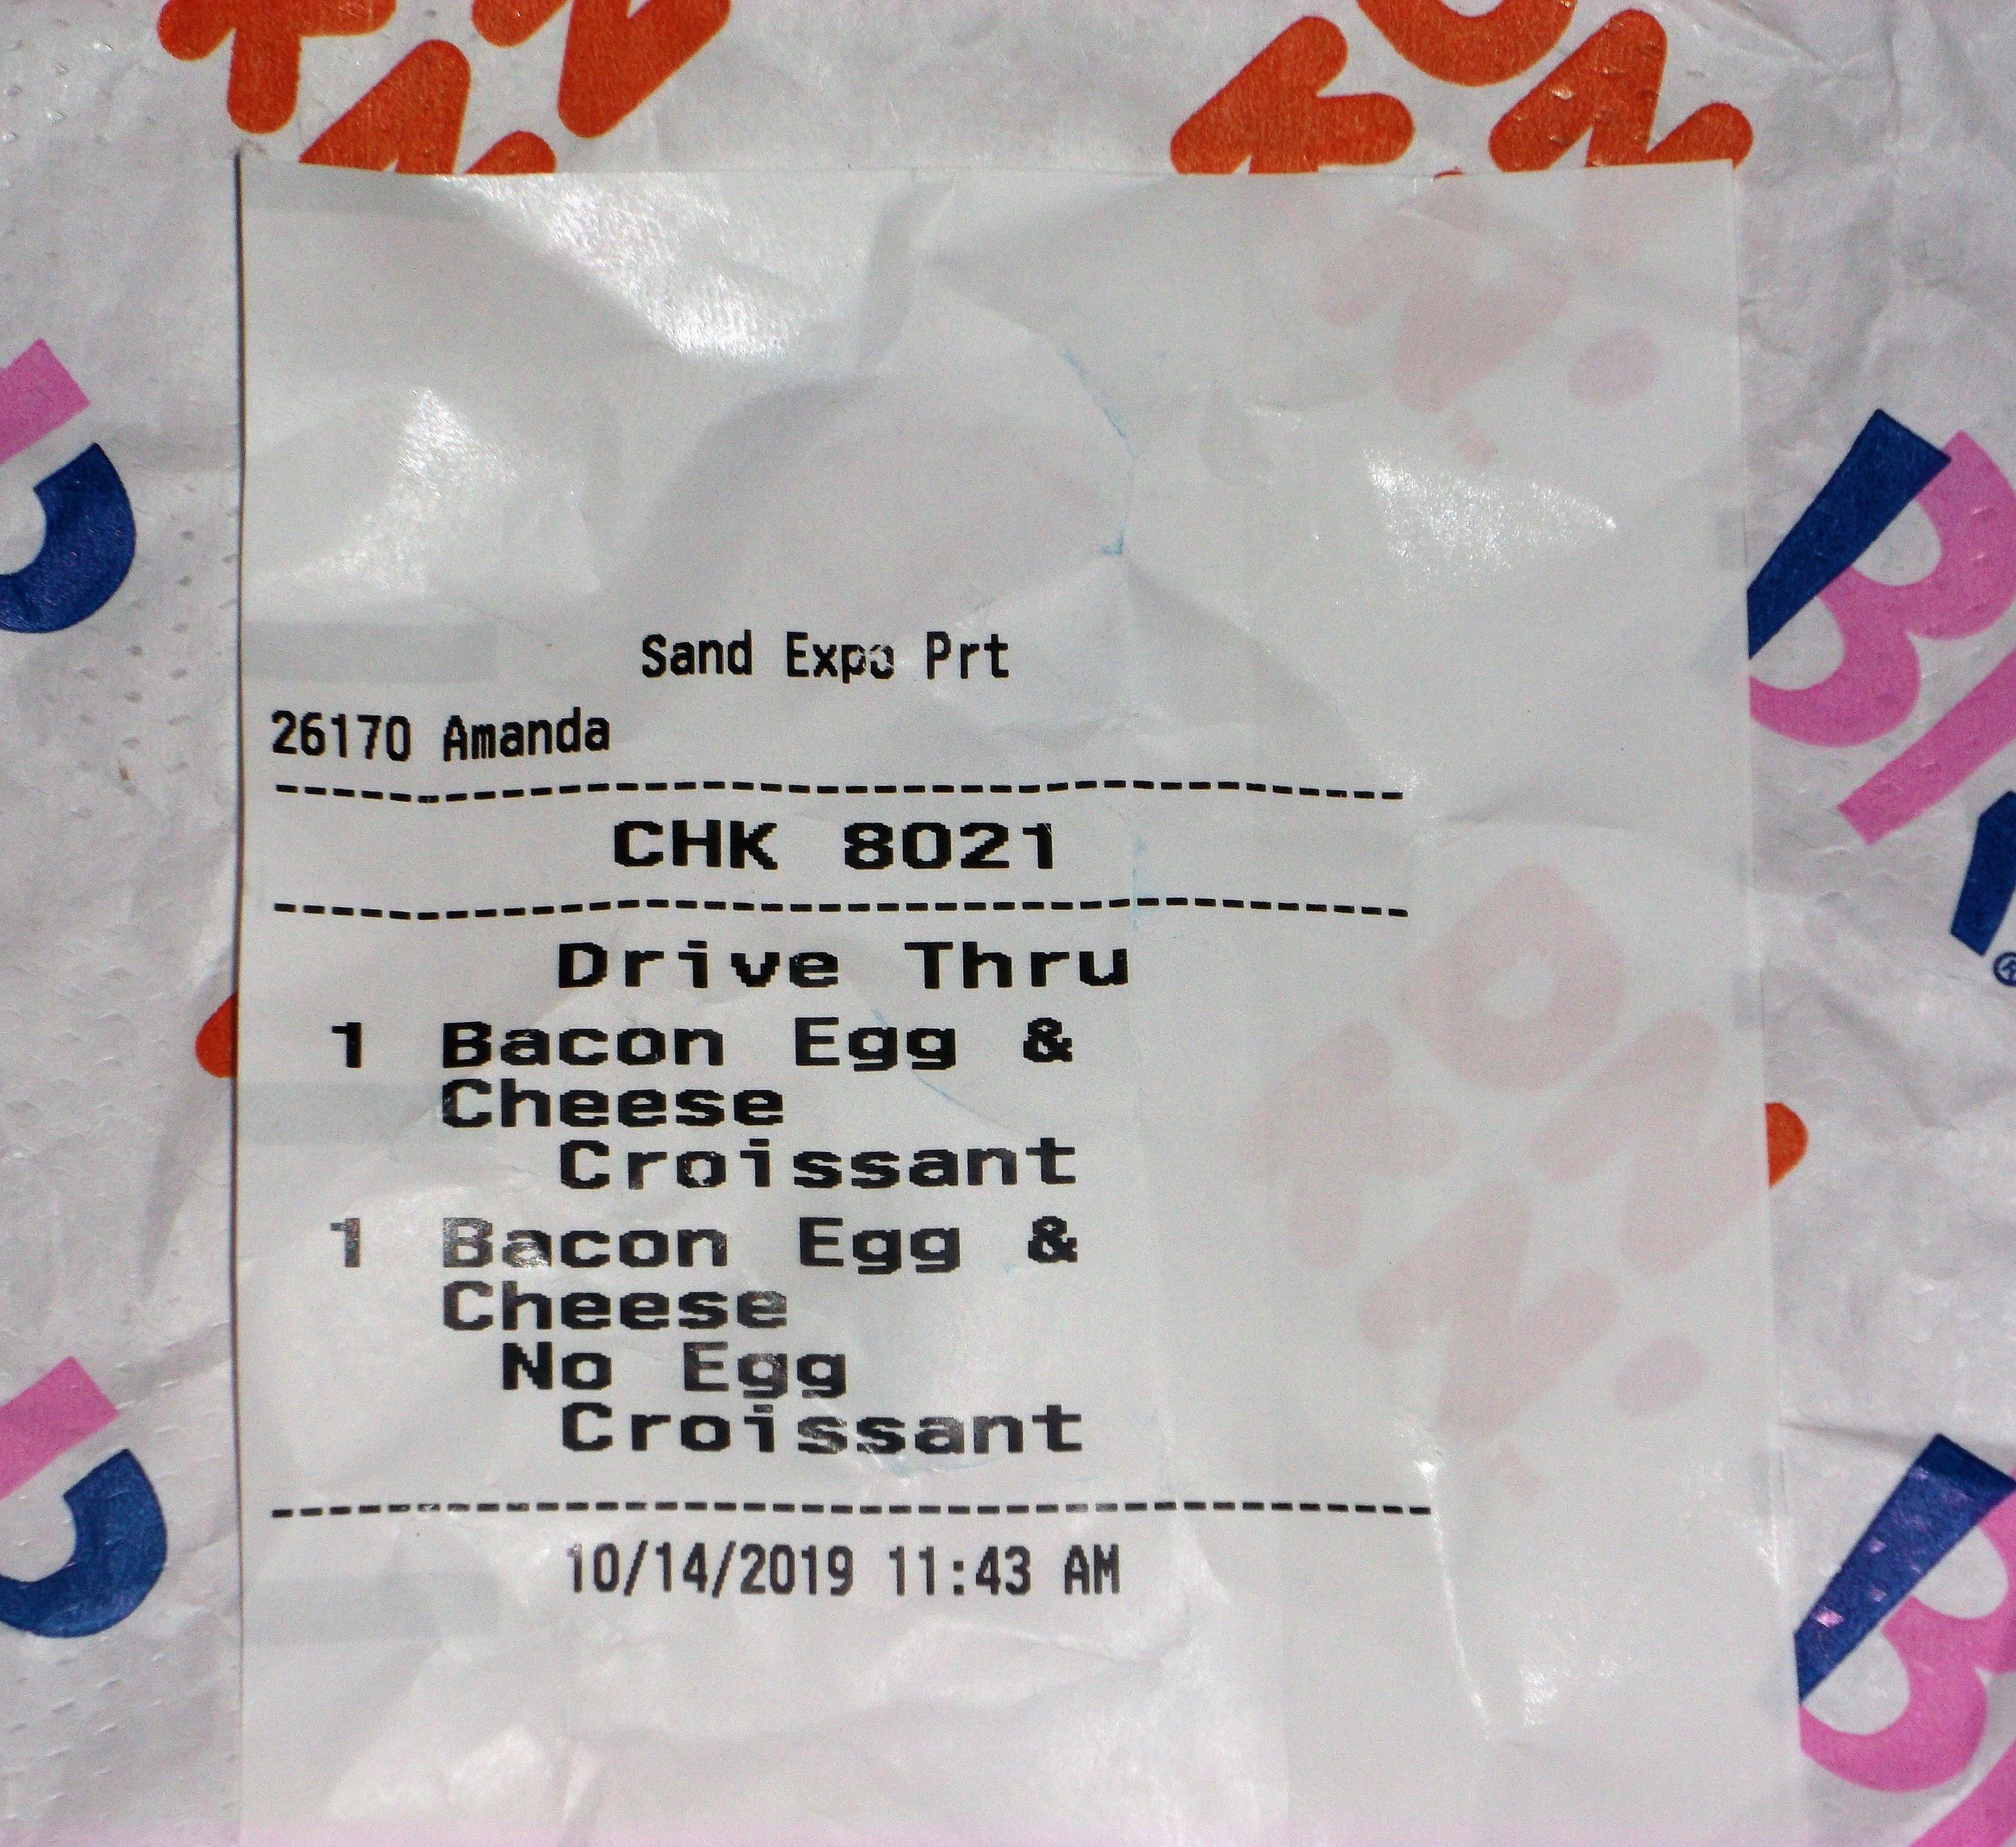 Sand Expo Prt
26170 Amanda
CHK 8021
Drive Thru
1 Bacon Egg &
Cheese
Croissant
1 Bacon Egg &
Cheese
No Egg
Croissant
10/14/2019 11:43 AM